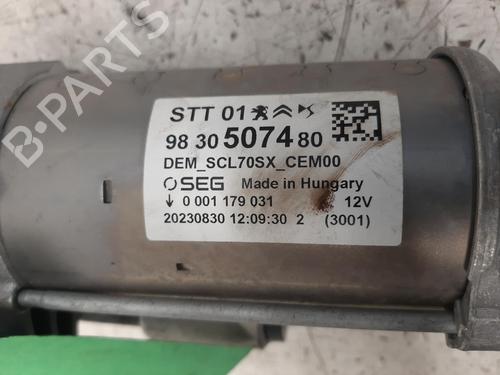 STT 01
98 30 5074 80
DEM_SCL70SX_CEM00
SEG Made in Hungary
0 001 179 031 12V
20230830 12:09:30 2 (3001)